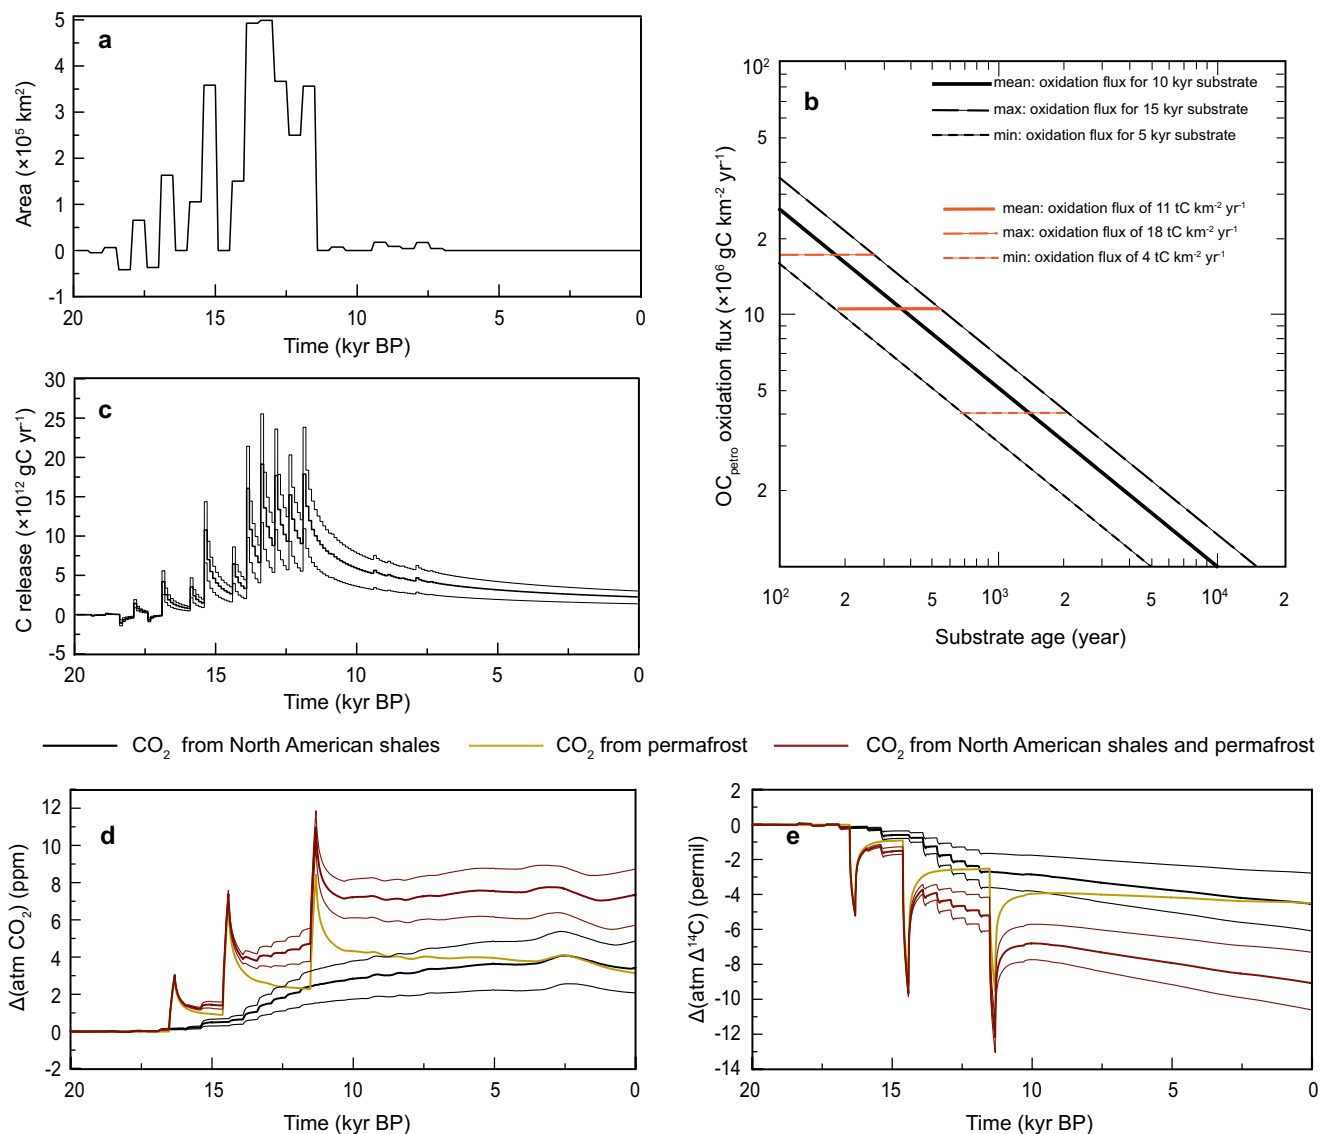 a
Area (×10⁵ km²)
5
4
3
2
1
0
-1
20
15
10
5
0
Time (kyr BP)
b
OCpetro oxidation flux (×10⁶ gC km⁻² yr⁻¹)
10²
5
2
10
5
2
mean: oxidation flux for 10 kyr substrate
max: oxidation flux for 15 kyr substrate
min: oxidation flux for 5 kyr substrate
mean: oxidation flux of 11 tC km⁻² yr⁻¹
max: oxidation flux of 18 tC km⁻² yr⁻¹
min: oxidation flux of 4 tC km⁻² yr⁻¹
10²
2
5
10³
2
5
10⁴
2
Substrate age (year)
c
C release (×10¹² gC yr⁻¹)
30
25
20
15
10
5
0
-5
20
15
10
5
0
Time (kyr BP)
CO₂ from North American shales
CO₂ from permafrost
CO₂ from North American shales and permafrost
d
Δ(atm CO₂) (ppm)
12
10
8
6
4
2
0
-2
20
15
10
5
0
Time (kyr BP)
e
Δ(atm Δ¹⁴C) (permil)
2
0
-2
-4
-6
-8
-10
-12
-14
20
15
10
5
0
Time (kyr BP)